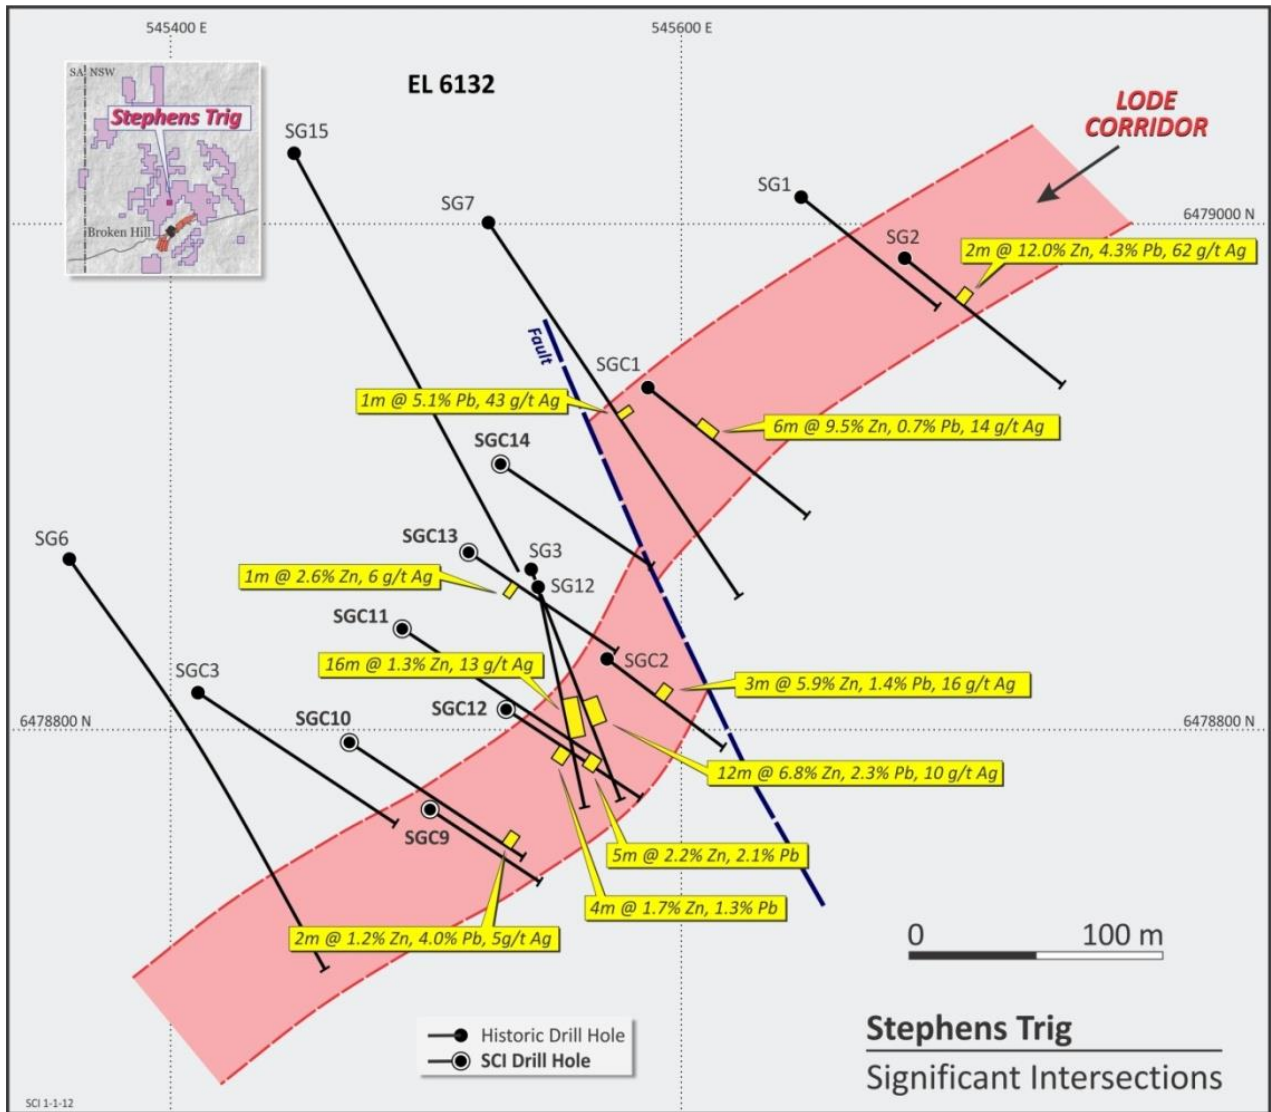 545400 E
545600 E
SA
NSW
EL 6132
Stephens Trig
Broken Hill
LODE
CORRIDOR
SG15
SG7
SG1
6479000 N
SG2
2m @ 12.0% Zn, 4.3% Pb, 62 g/t Ag
Fault
SGC1
1m @ 5.1% Pb, 43 g/t Ag
6m @ 9.5% Zn, 0.7% Pb, 14 g/t Ag
SGC14
SG6
SGC13
SG3
1m @ 2.6% Zn, 6 g/t Ag
SG12
SGC11
16m @ 1.3% Zn, 13 g/t Ag
SGC2
SGC3
3m @ 5.9% Zn, 1.4% Pb, 16 g/t Ag
SGC12
SGC10
6478800 N
12m @ 6.8% Zn, 2.3% Pb, 10 g/t Ag
SGC9
5m @ 2.2% Zn, 2.1% Pb
4m @ 1.7% Zn, 1.3% Pb
2m @ 1.2% Zn, 4.0% Pb, 5g/t Ag
0 100 m
Historic Drill Hole
SCI Drill Hole
Stephens Trig
Significant Intersections
SCI 1-1-12